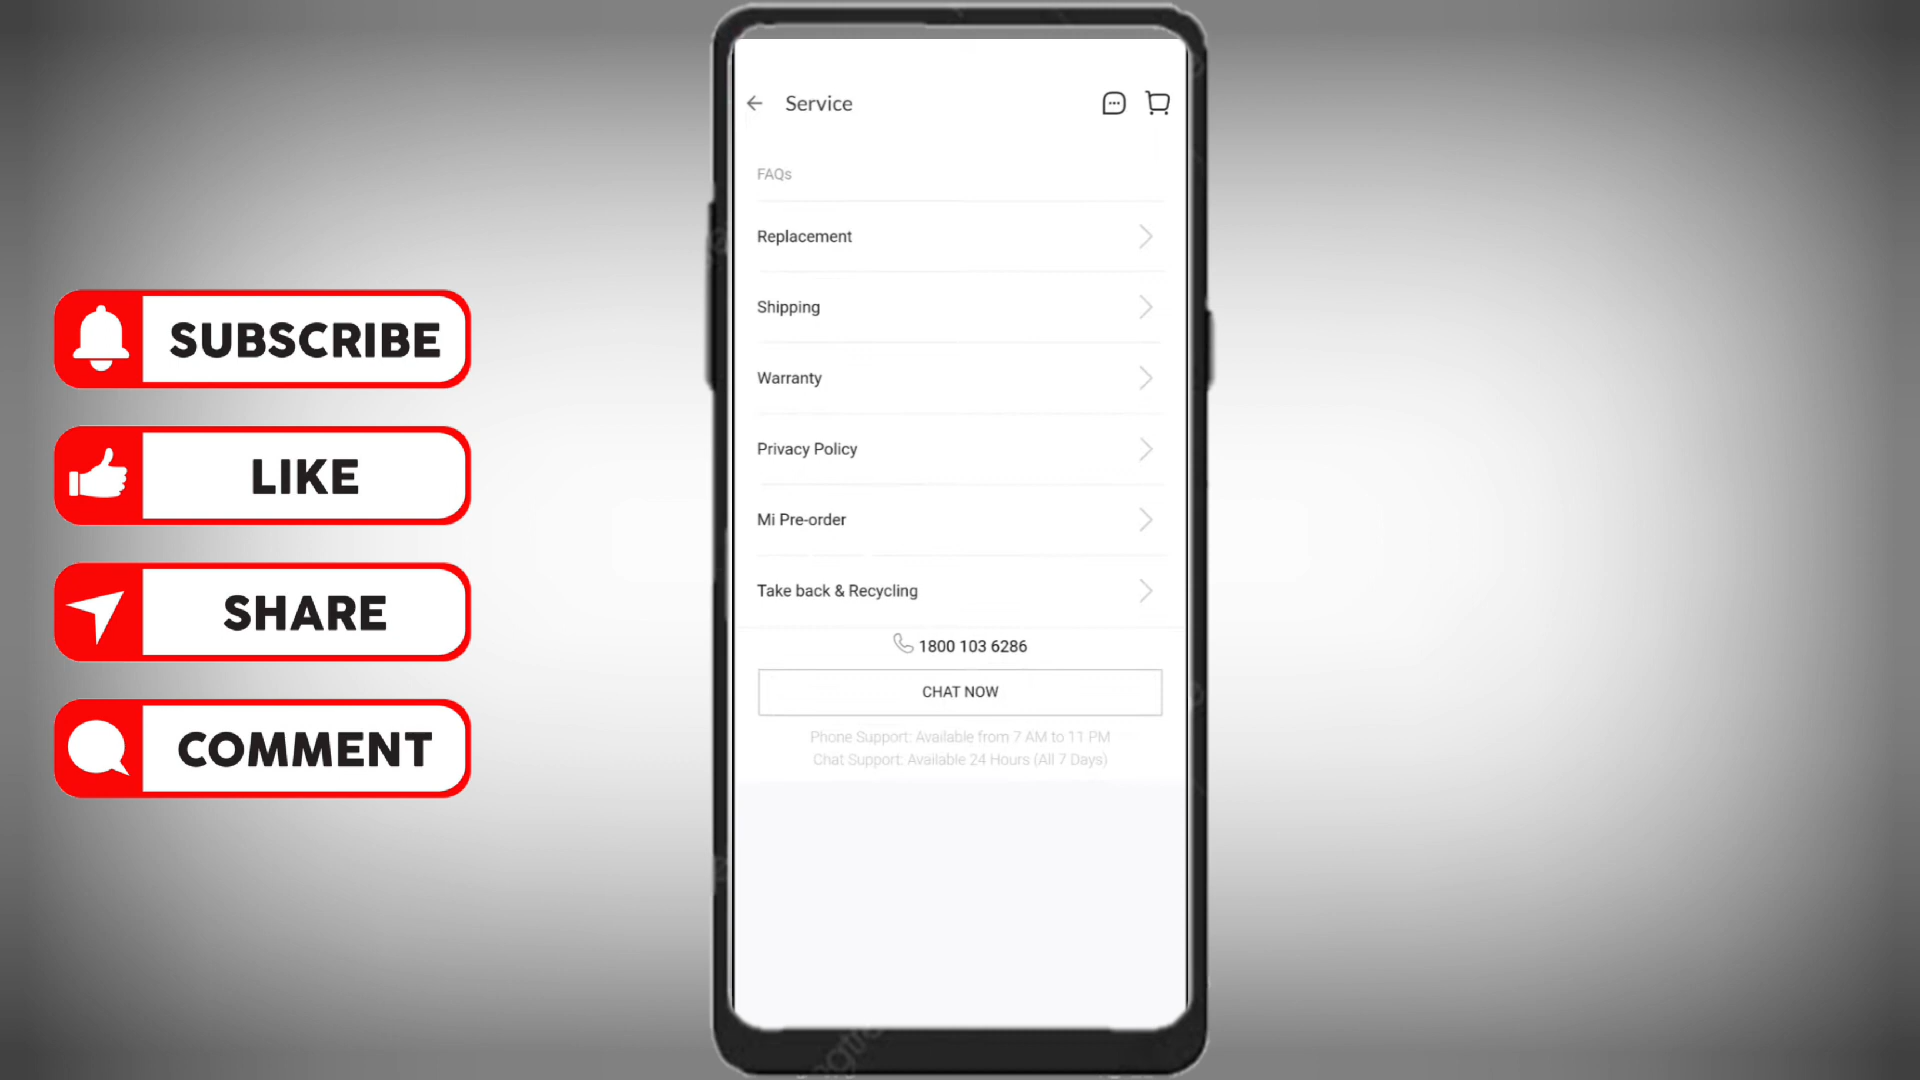 Service
FAQs
Replacement
Shipping
Warranty
Privacy Policy
Mi Pre-order
Take back & Recycling
1800 103 6286
CHAT NOW
Phone Support: Available from 7 AM to 11 PM
Chat Support: Available 24 Hours (All 7 Days)
SUBSCRIBE
LIKE
SHARE
COMMENT